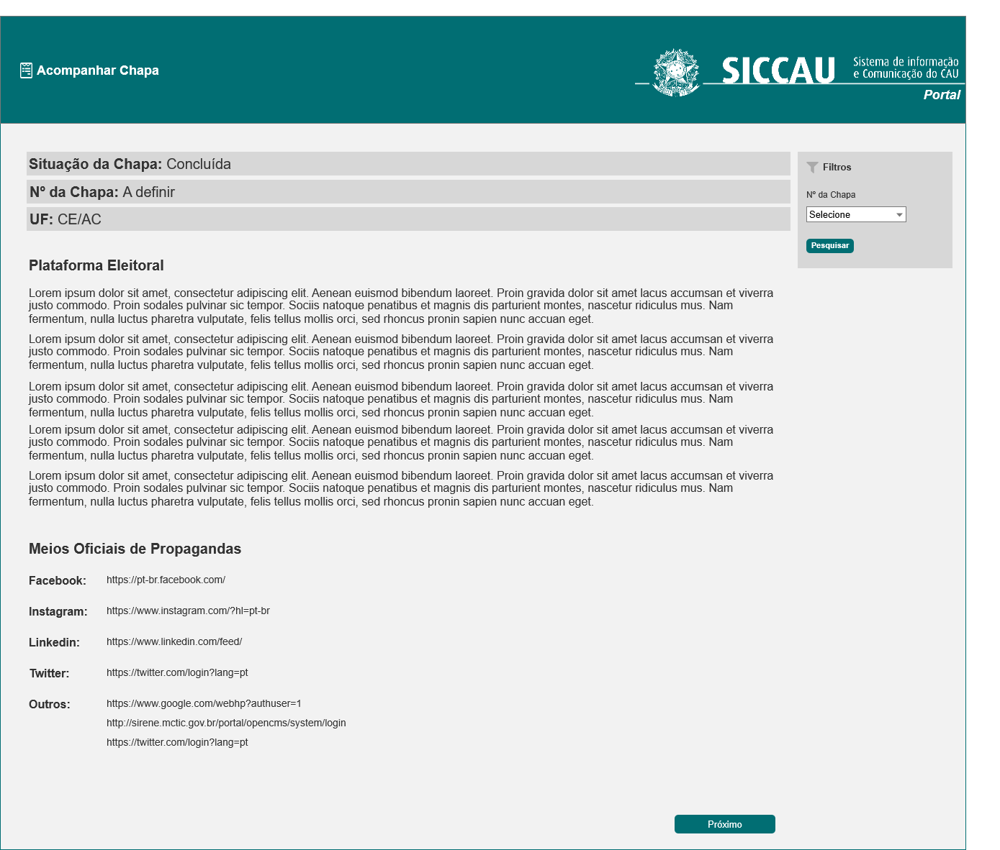 Acompanhar Chapa
SICCAU
Sistema de informação
e Comunicação do CAU
Portal
Situação da Chapa: Concluída
Nº da Chapa: A definir
UF: CE/AC
Filtros
Nº da Chapa
Selecione
Pesquisar
Plataforma Eleitoral
Lorem ipsum dolor sit amet, consectetur adipiscing elit. Aenean euismod bibendum laoreet. Proin gravida dolor sit amet lacus accumsan et viverra
justo commodo. Proin sodales pulvinar sic tempor. Sociis natoque penatibus et magnis dis parturient montes, nascetur ridiculus mus. Nam
fermentum, nulla luctus pharetra vulputate, felis tellus mollis orci, sed rhoncus pronin sapien nunc accuan eget.
Lorem ipsum dolor sit amet, consectetur adipiscing elit. Aenean euismod bibendum laoreet. Proin gravida dolor sit amet lacus accumsan et viverra
justo commodo. Proin sodales pulvinar sic tempor. Sociis natoque penatibus et magnis dis parturient montes, nascetur ridiculus mus. Nam
fermentum, nulla luctus pharetra vulputate, felis tellus mollis orci, sed rhoncus pronin sapien nunc accuan eget.
Lorem ipsum dolor sit amet, consectetur adipiscing elit. Aenean euismod bibendum laoreet. Proin gravida dolor sit amet lacus accumsan et viverra
justo commodo. Proin sodales pulvinar sic tempor. Sociis natoque penatibus et magnis dis parturient montes, nascetur ridiculus mus. Nam
fermentum, nulla luctus pharetra vulputate, felis tellus mollis orci, sed rhoncus pronin sapien nunc accuan eget.
Lorem ipsum dolor sit amet, consectetur adipiscing elit. Aenean euismod bibendum laoreet. Proin gravida dolor sit amet lacus accumsan et viverra
justo commodo. Proin sodales pulvinar sic tempor. Sociis natoque penatibus et magnis dis parturient montes, nascetur ridiculus mus. Nam
fermentum, nulla luctus pharetra vulputate, felis tellus mollis orci, sed rhoncus pronin sapien nunc accuan eget.
Lorem ipsum dolor sit amet, consectetur adipiscing elit. Aenean euismod bibendum laoreet. Proin gravida dolor sit amet lacus accumsan et viverra
justo commodo. Proin sodales pulvinar sic tempor. Sociis natoque penatibus et magnis dis parturient montes, nascetur ridiculus mus. Nam
fermentum, nulla luctus pharetra vulputate, felis tellus mollis orci, sed rhoncus pronin sapien nunc accuan eget.
Meios Oficiais de Propagandas
Facebook: https://pt-br.facebook.com/
Instagram: https://www.instagram.com/?hl=pt-br
Linkedin: https://www.linkedin.com/feed/
Twitter: https://twitter.com/login?lang=pt
Outros: https://www.google.com/webhp?authuser=1
http://sirene.mctic.gov.br/portal/opencms/system/login
https://twitter.com/login?lang=pt
Próximo